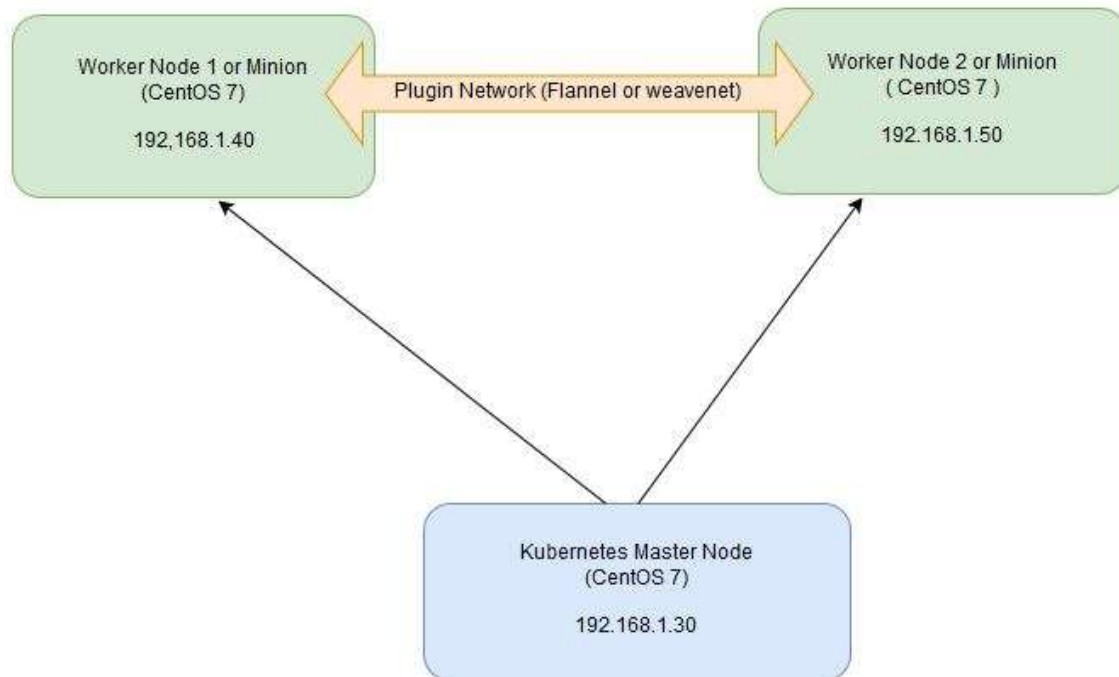 Worker Node 1 or Minion
(CentOS 7)
192,168.1.40
Plugin Network (Flannel or weavenet)
Worker Node 2 or Minion
( CentOS 7 )
192.168.1.50
Kubernetes Master Node
(CentOS 7)
192.168.1.30